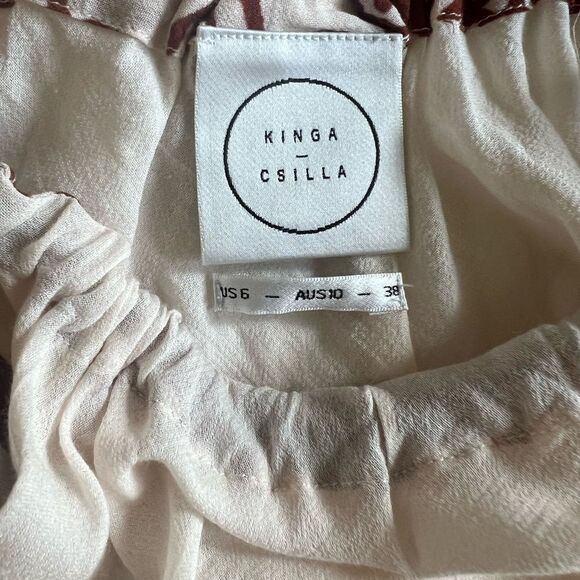 KINGA
—
CSILLA
US6 — AUS10 — 38